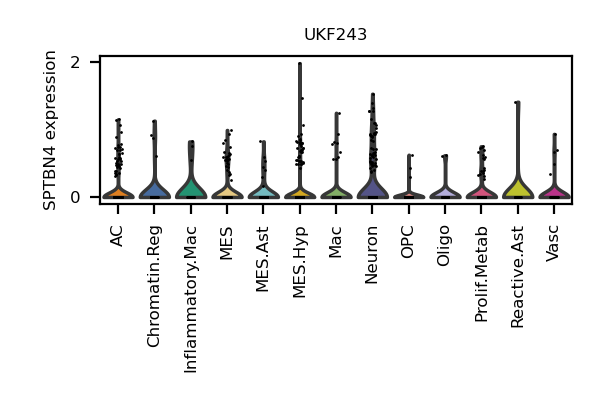 UKF243
SPTBN4 expression
2
0
AC
Chromatin.Reg
Inflammatory.Mac
MES
MES.Ast
MES.Hyp
Mac
Neuron
OPC
Oligo
Prolif.Metab
Reactive.Ast
Vasc